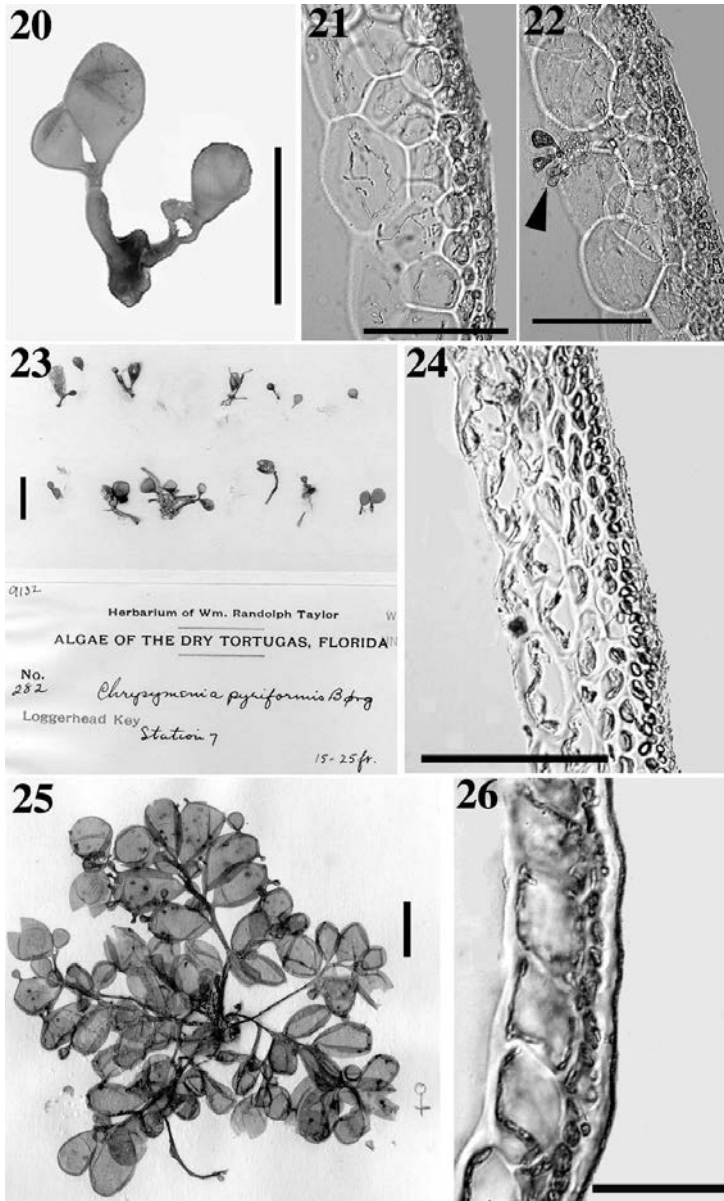 20
21
22
23
24
9132
Herbarium of Wm. Randolph Taylor
W
ALGAE OF THE DRY TORTUGAS, FLORIDA
IN
No.
282
Chrysymenia pyriformis Børg
Loggerhead Key
Station 7
15-25 f.
25
26
♀